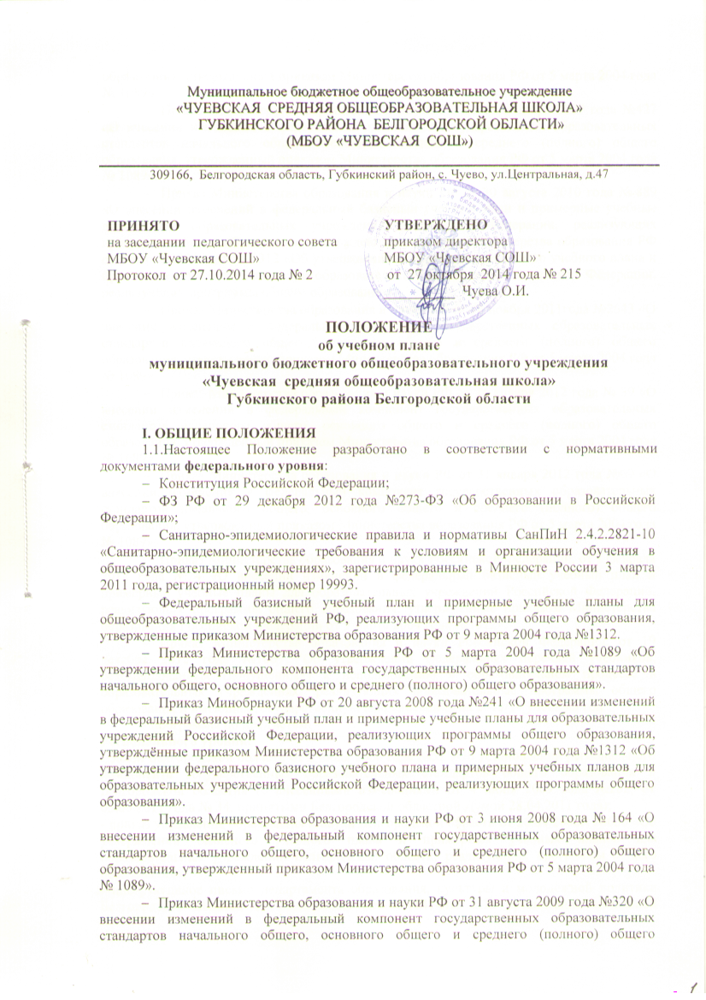 Муниципальное бюджетное общеобразовательное учреждение
«ЧУЕВСКАЯ СРЕДНЯЯ ОБЩЕОБРАЗОВАТЕЛЬНАЯ ШКОЛА»
ГУБКИНСКОГО РАЙОНА БЕЛГОРОДСКОЙ ОБЛАСТИ»
(МБОУ «ЧУЕВСКАЯ СОШ»)
309166, Белгородская область, Губкинский район, с. Чуево, ул.Центральная, д.47
ПРИНЯТО
на заседании педагогического совета
МБОУ «Чуевская СОШ»
Протокол от 27.10.2014 года № 2
УТВЕРЖДЕНО
приказом директора
МБОУ «Чуевская СОШ»
от 27 октября 2014 года № 215
Чуева О.И.
ПОЛОЖЕНИЕ
об учебном плане
муниципального бюджетного общеобразовательного учреждения
«Чуевская средняя общеобразовательная школа»
Губкинского района Белгородской области
I. ОБЩИЕ ПОЛОЖЕНИЯ
1.1.Настоящее Положение разработано в соответствии с нормативными
документами федерального уровня:
– Конституция Российской Федерации;
– ФЗ РФ от 29 декабря 2012 года №273-ФЗ «Об образовании в Российской
Федерации»;
– Санитарно-эпидемиологические правила и нормативы СанПиН 2.4.2.2821-10
«Санитарно-эпидемиологические требования к условиям и организации обучения в
общеобразовательных учреждениях», зарегистрированные в Минюсте России 3 марта
2011 года, регистрационный номер 19993.
– Федеральный базисный учебный план и примерные учебные планы для
общеобразовательных учреждений РФ, реализующих программы общего образования,
утвержденные приказом Министерства образования РФ от 9 марта 2004 года №1312.
– Приказ Министерства образования РФ от 5 марта 2004 года №1089 «Об
утверждении федерального компонента государственных образовательных стандартов
начального общего, основного общего и среднего (полного) общего образования».
– Приказ Минобрнауки РФ от 20 августа 2008 года №241 «О внесении изменений
в федеральный базисный учебный план и примерные учебные планы для образовательных
учреждений Российской Федерации, реализующих программы общего образования,
утверждённые приказом Министерства образования РФ от 9 марта 2004 года №1312 «Об
утверждении федерального базисного учебного плана и примерных учебных планов для
образовательных учреждений Российской Федерации, реализующих программы общего
образования».
– Приказ Министерства образования и науки РФ от 3 июня 2008 года № 164 «О
внесении изменений в федеральный компонент государственных образовательных
стандартов начального общего, основного общего и среднего (полного) общего
образования, утвержденный приказом Министерства образования РФ от 5 марта 2004 года
№ 1089».
– Приказ Министерства образования и науки РФ от 31 августа 2009 года №320 «О
внесении изменений в федеральный компонент государственных образовательных
стандартов начального общего, основного общего и среднего (полного) общего
1